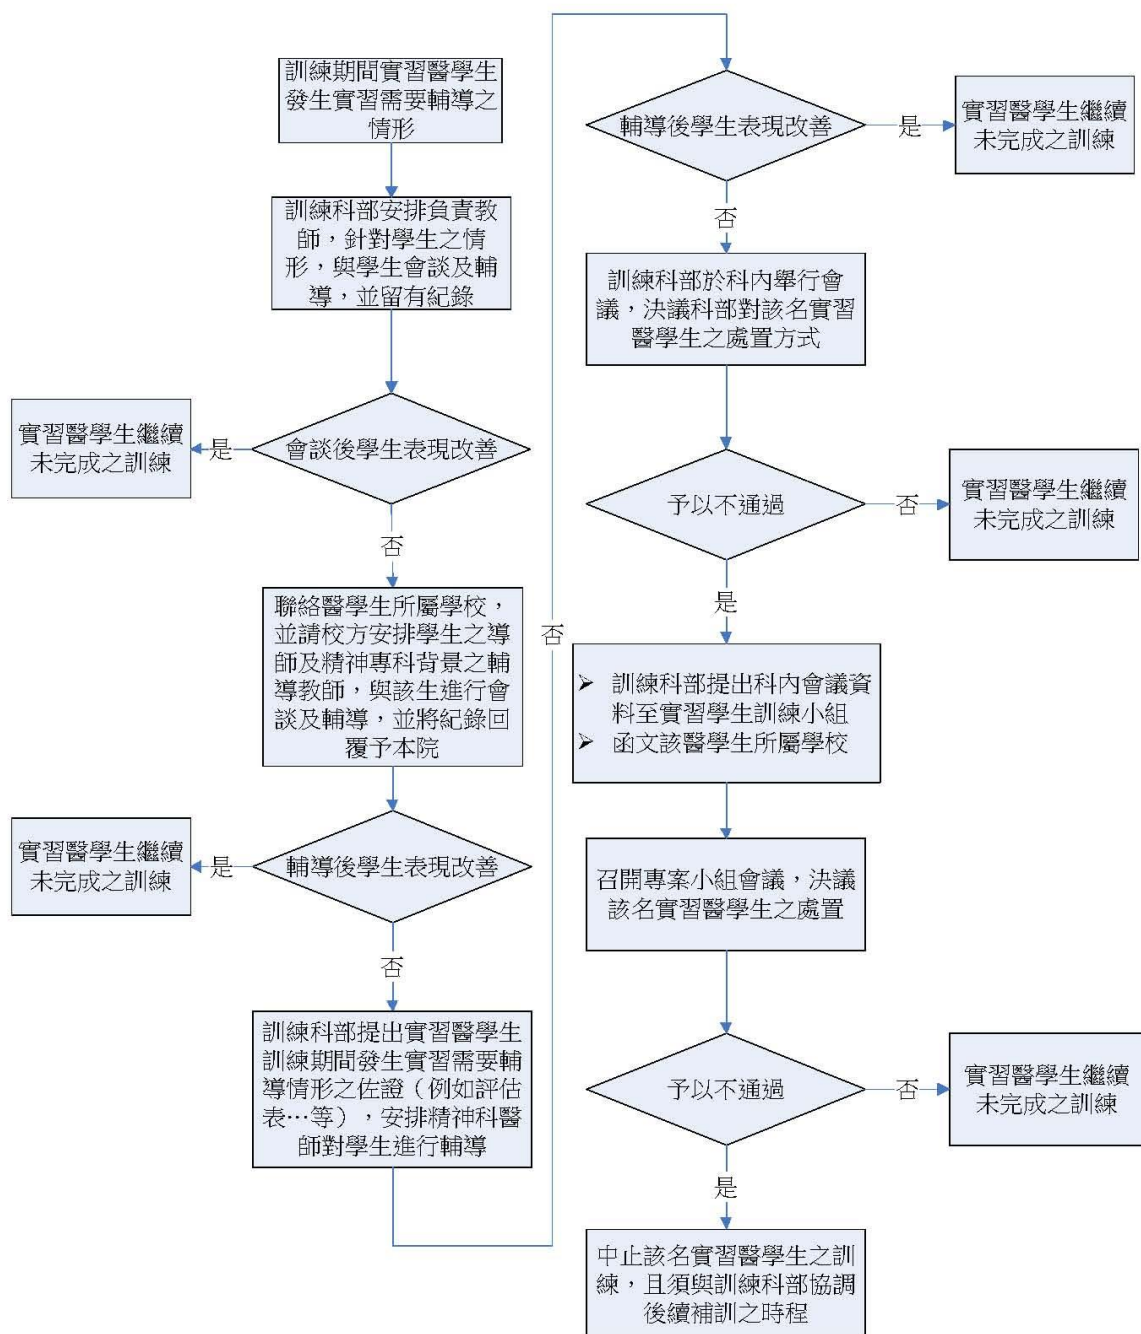 訓練期間實習醫學生
發生實習需要輔導之
情形
訓練科部安排負責教
師，針對學生之情
形，與學生會談及輔
導，並留有紀錄
會談後學生表現改善
是
實習醫學生繼續
未完成之訓練
否
聯絡醫學生所屬學校，
並請校方安排學生之導
師及精神專科背景之輔
導教師，與該生進行會
談及輔導，並將紀錄回
覆予本院
輔導後學生表現改善
是
實習醫學生繼續
未完成之訓練
否
訓練科部提出實習醫學生
訓練期間發生實習需要輔
導情形之佐證（例如評估
表…等），安排精神科醫
師對學生進行輔導
否
輔導後學生表現改善
是
實習醫學生繼續
未完成之訓練
否
訓練科部於科內舉行會
議，決議科部對該名實習
醫學生之處置方式
予以不通過
否
實習醫學生繼續
未完成之訓練
是
➢ 訓練科部提出科內會議資
料至實習學生訓練小組
➢ 函文該醫學生所屬學校
召開專案小組會議，決議
該名實習醫學生之處置
予以不通過
否
實習醫學生繼續
未完成之訓練
是
中止該名實習醫學生之訓
練，且須與訓練科部協調
後續補訓之時程